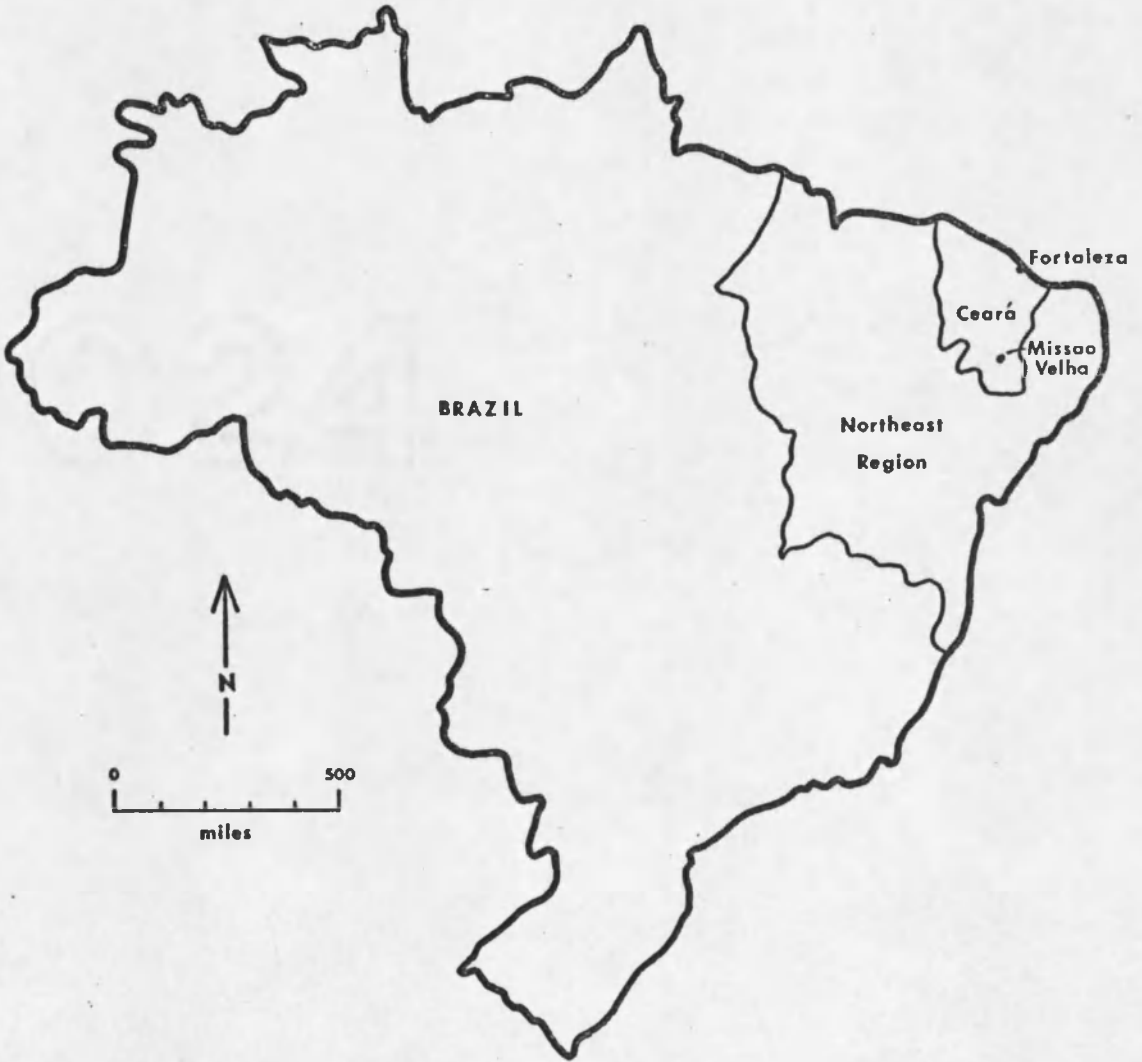 Fortaleza
Ceará
Missao
Velha
BRAZIL
Northeast
Region
N
0 500
miles